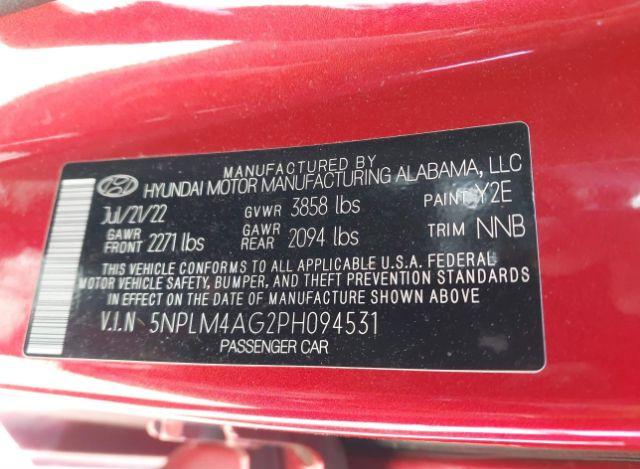 MANUFACTURED BY
HYUNDAI MOTOR MANUFACTURING ALABAMA, LLC
Jul/21/22 GVWR 3858 lbs PAINT Y2E
GAWR FRONT 2271 lbs GAWR REAR 2094 lbs TRIM NNB
THIS VEHICLE CONFORMS TO ALL APPLICABLE U.S.A. FEDERAL
MOTOR VEHICLE SAFETY, BUMPER, AND THEFT PREVENTION STANDARDS
IN EFFECT ON THE DATE OF MANUFACTURE SHOWN ABOVE
V.I.N 5NPLM4AG2PH094531
PASSENGER CAR